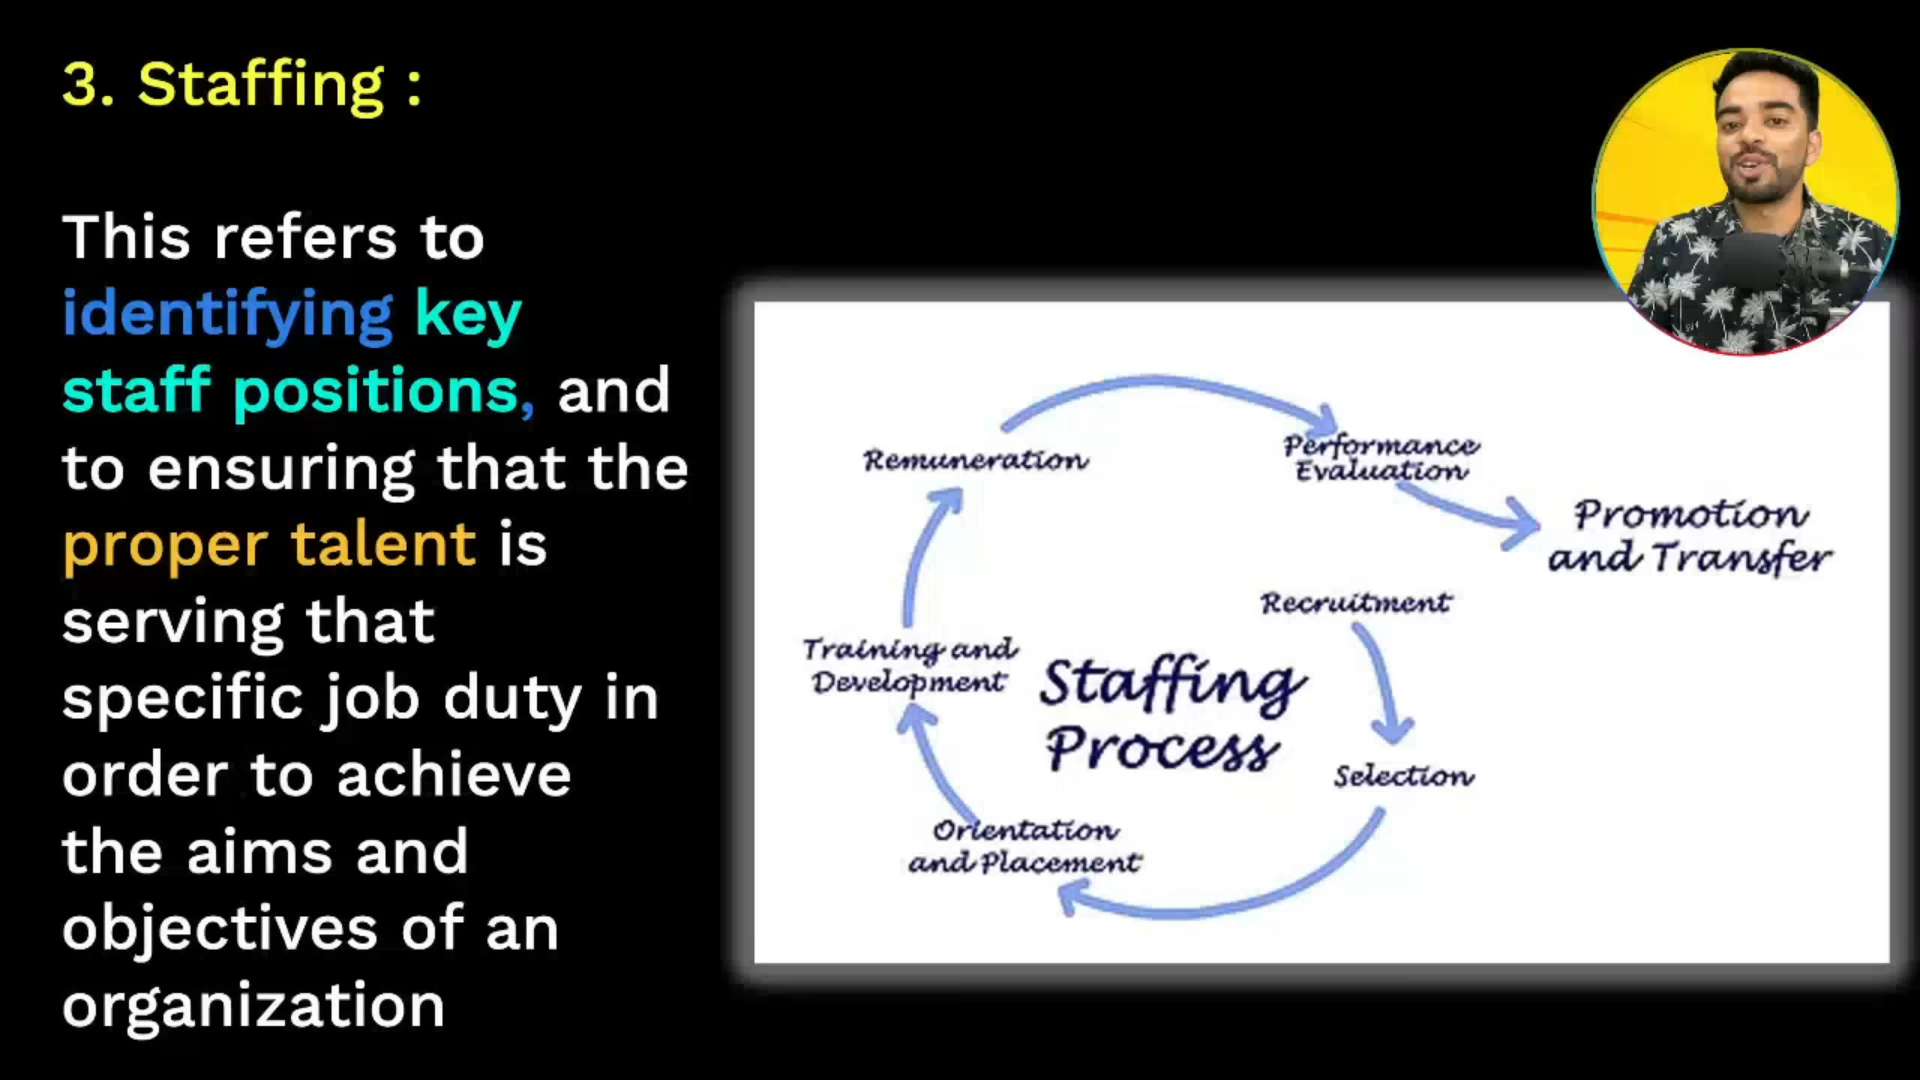 3. Staffing :
This refers to
identifying key
staff positions, and
to ensuring that the
proper talent is
serving that
specific job duty in
order to achieve
the aims and
objectives of an
organization
Remuneration
Performance
Evaluation
Promotion
and Transfer
Recruitment
Training and
Development
Staffing
Process
Selection
Orientation
and Placement